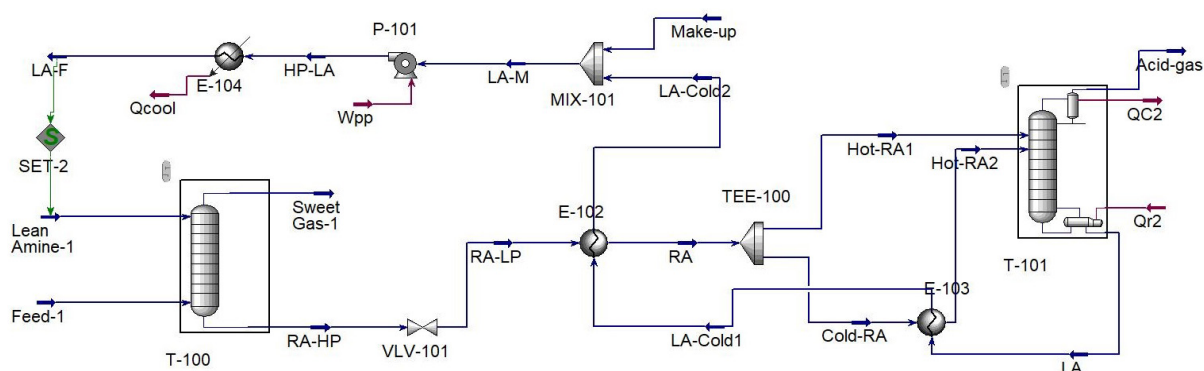 P-101
Make-up
LA-F
HP-LA
LA-M
Acid-gas
E-104
MIX-101
LA-Cold2
Qcool
Wpp
QC2
S
Hot-RA1
Hot-RA2
SET-2
TEE-100
Sweet
Gas-1
E-102
Lean
Amine-1
RA-LP
RA
Qr2
T-101
E-103
Feed-1
RA-HP
VLV-101
LA-Cold1
Cold-RA
T-100
LA